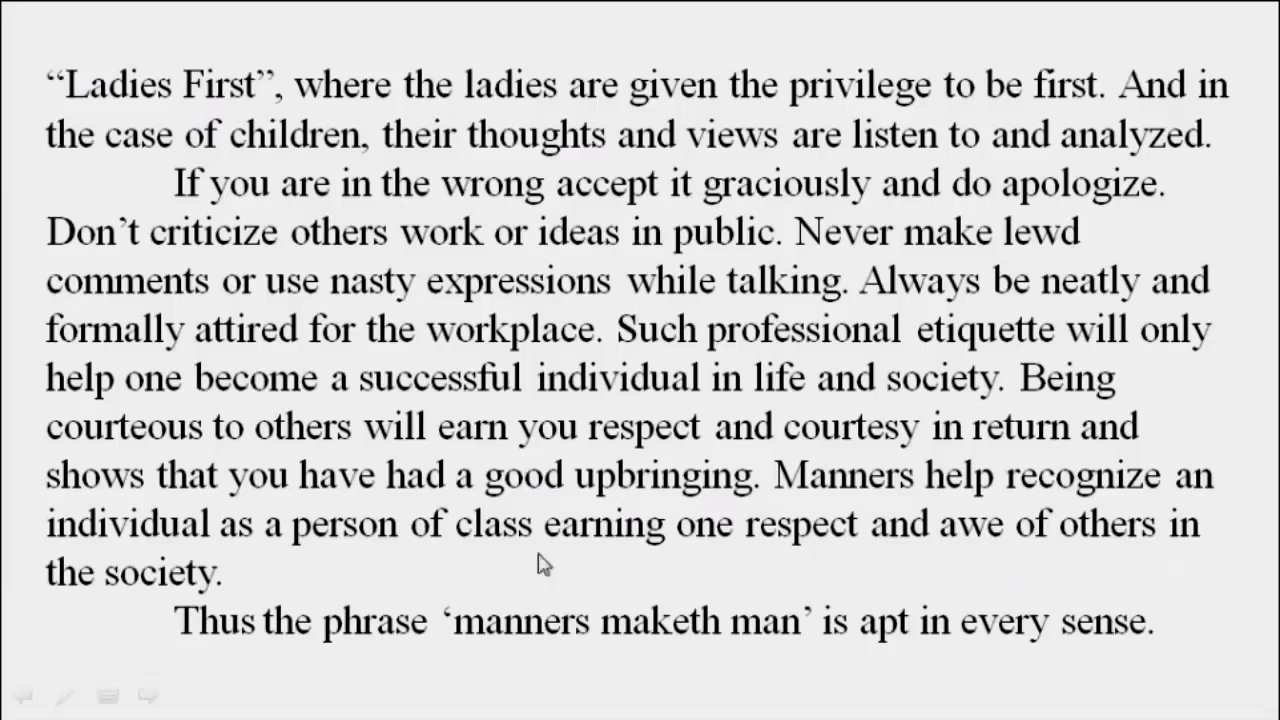 “Ladies First”, where the ladies are given the privilege to be first. And in
the case of children, their thoughts and views are listen to and analyzed.
If you are in the wrong accept it graciously and do apologize.
Don’t criticize others work or ideas in public. Never make lewd
comments or use nasty expressions while talking. Always be neatly and
formally attired for the workplace. Such professional etiquette will only
help one become a successful individual in life and society. Being
courteous to others will earn you respect and courtesy in return and
shows that you have had a good upbringing. Manners help recognize an
individual as a person of class earning one respect and awe of others in
the society.
Thus the phrase ‘manners maketh man’ is apt in every sense.